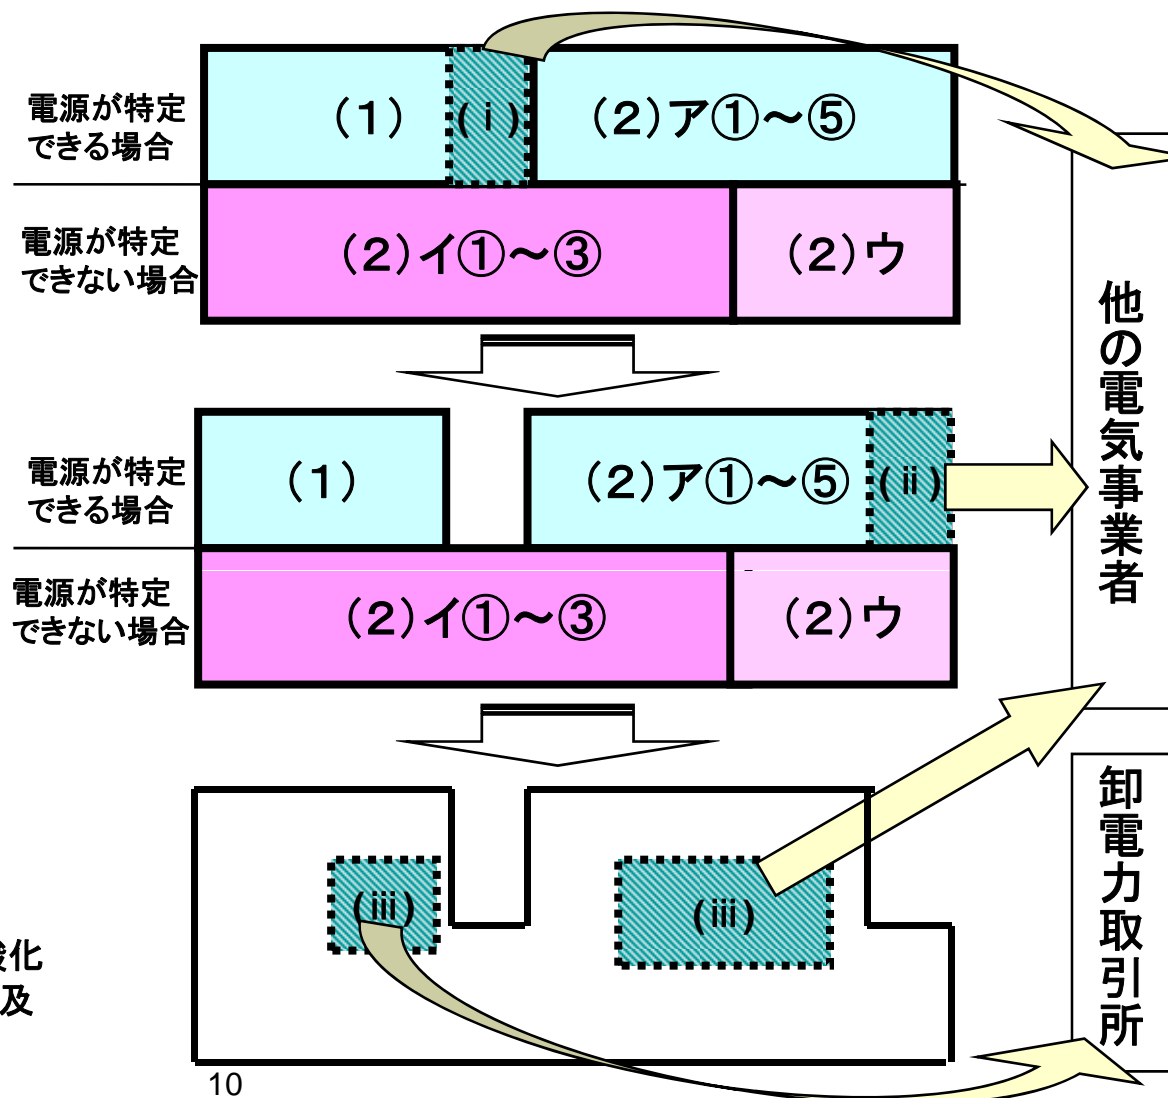 電源が特定
できる場合
(1)
(ⅰ)
(2)ア①~⑤
電源が特定
できない場合
(2)イ①~③
(2)ウ
他の電気事業者
電源が特定
できる場合
(1)
(2)ア①~⑤
(ⅱ)
電源が特定
できない場合
(2)イ①~③
(2)ウ
(ⅲ)
(ⅲ)
卸電力取引所
酸化
及
10